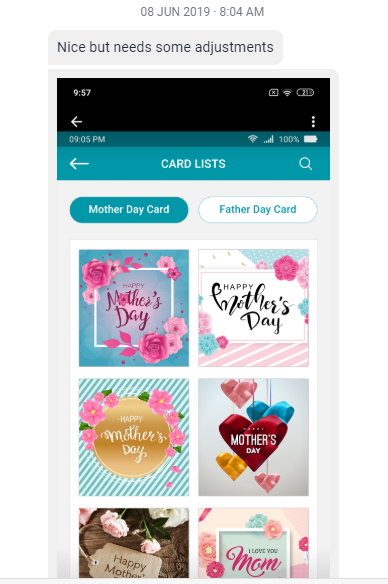 08 JUN 2019 · 8:04 AM
Nice but needs some adjustments
9:57
21
09:05 PM
100%
CARD LISTS
Mother Day Card
Father Day Card
HAPPY
Mother's
Day
HAPPY
Mother's
Day
HAPPY
Mother's
Day
HAPPY
MOTHER'S
DAY
Happy
Mother'
I LOVE YOU
Mom